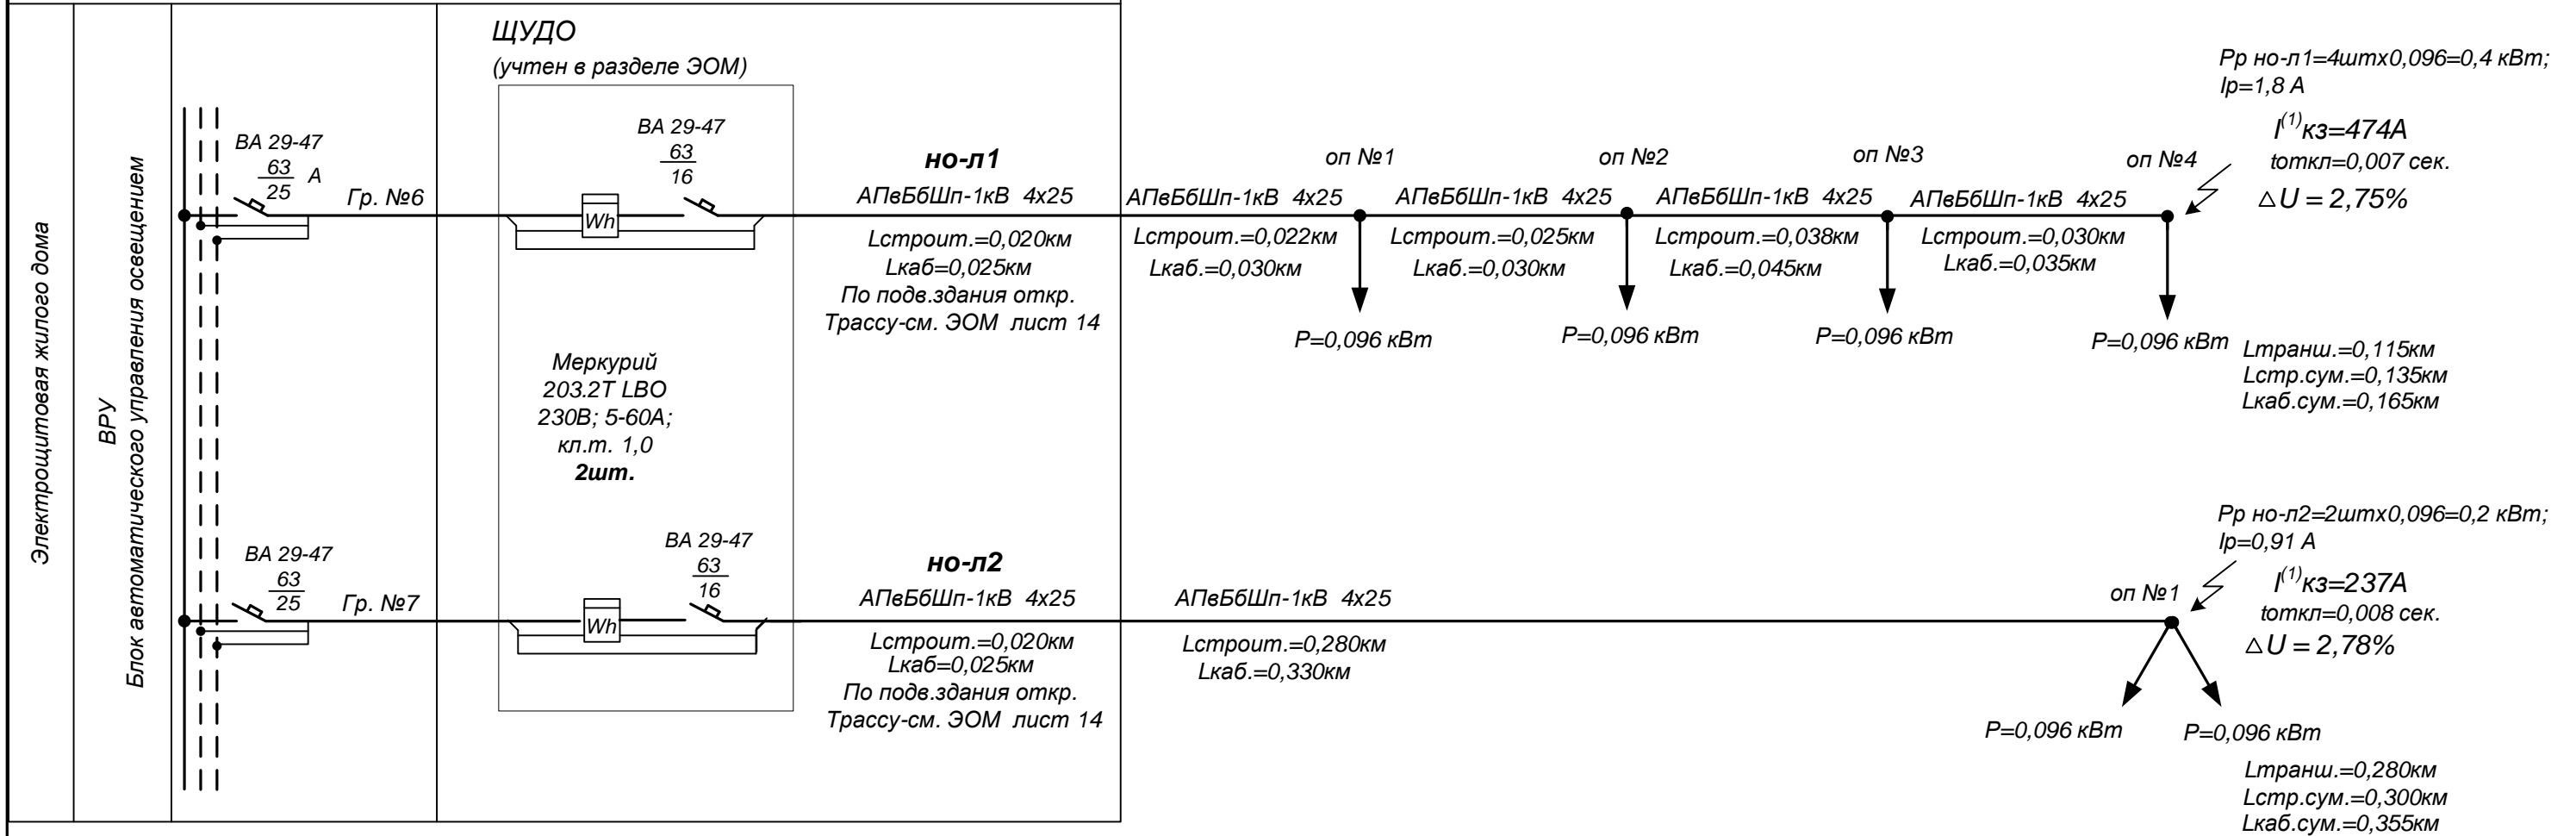 Электрощитовая жилого дома
ВРУ
Блок автоматического управления освещением
ЩУДО
(учтен в разделе ЭОМ)
ВА 29-47
63
25
А
Гр. №6
ВА 29-47
63
16
Wh
но-л1
АПвБбШп-1кВ 4х25
Lстроит.=0,020км
Lкаб=0,025км
По подв.здания откр.
Трассу-см. ЭОМ лист 14
АПвБбШп-1кВ 4х25
Lстроит.=0,022км
Lкаб.=0,030км
оп №1
P=0,096 кВт
АПвБбШп-1кВ 4х25
Lстроит.=0,025км
Lкаб.=0,030км
оп №2
P=0,096 кВт
АПвБбШп-1кВ 4х25
Lстроит.=0,038км
Lкаб.=0,045км
оп №3
P=0,096 кВт
АПвБбШп-1кВ 4х25
Lстроит.=0,030км
Lкаб.=0,035км
оп №4
P=0,096 кВт
Рр но-л1=4штх0,096=0,4 кВт;
Iр=1,8 А
I(1)кз=474А
tоткл=0,007 сек.
△U = 2,75%
Lтранш.=0,115км
Lстр.сум.=0,135км
Lкаб.сум.=0,165км
Меркурий
203.2Т LBO
230В; 5-60А;
кл.т. 1,0
2шт.
ВА 29-47
63
25
Гр. №7
ВА 29-47
63
16
Wh
но-л2
АПвБбШп-1кВ 4х25
Lстроит.=0,020км
Lкаб=0,025км
По подв.здания откр.
Трассу-см. ЭОМ лист 14
АПвБбШп-1кВ 4х25
Lстроит.=0,280км
Lкаб.=0,330км
оп №1
P=0,096 кВт
P=0,096 кВт
Рр но-л2=2штх0,096=0,2 кВт;
Iр=0,91 А
I(1)кз=237А
tоткл=0,008 сек.
△U = 2,78%
Lтранш.=0,280км
Lстр.сум.=0,300км
Lкаб.сум.=0,355км